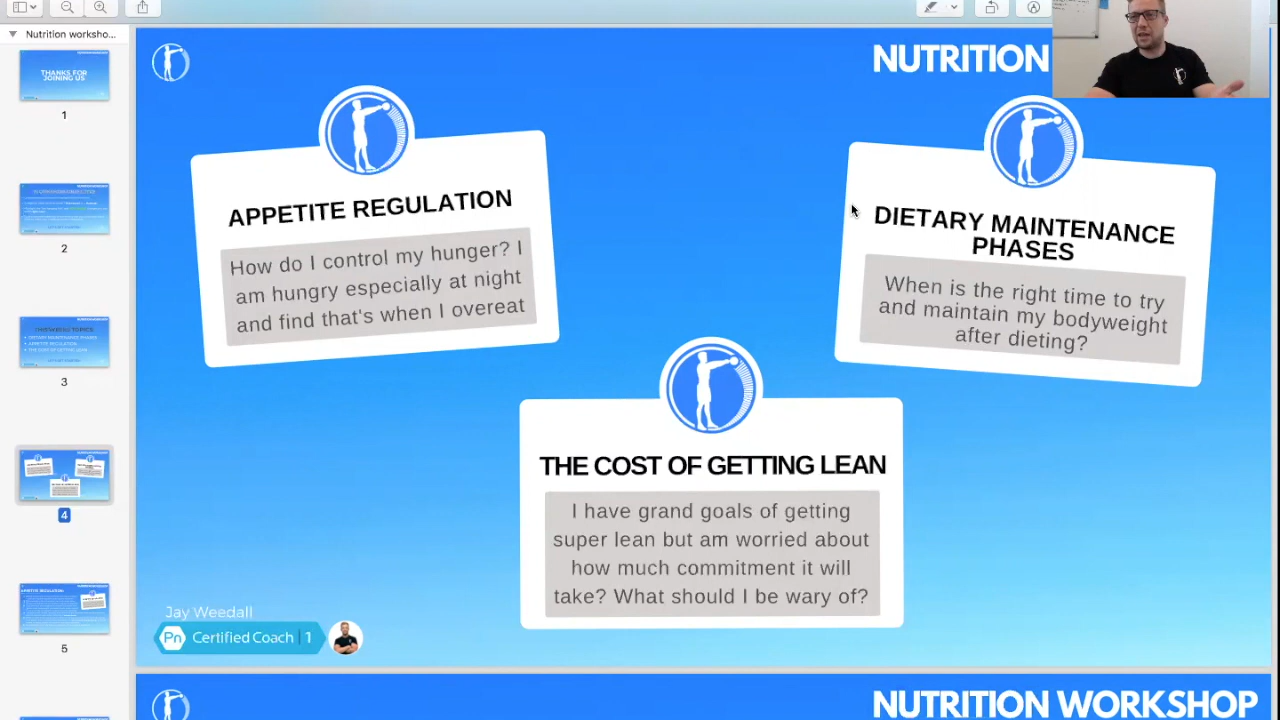 Nutrition worksho...
THANKS FOR
JOINING US
1
2
3
4
5
NUTRITION
APPETITE REGULATION
How do I control my hunger? I
am hungry especially at night
and find that's when I overeat
DIETARY MAINTENANCE
PHASES
When is the right time to try
and maintain my bodyweight
after dieting?
THE COST OF GETTING LEAN
I have grand goals of getting
super lean but am worried about
how much commitment it will
take? What should I be wary of?
Jay Weedall
Pn Certified Coach | 1
NUTRITION WORKSHOP